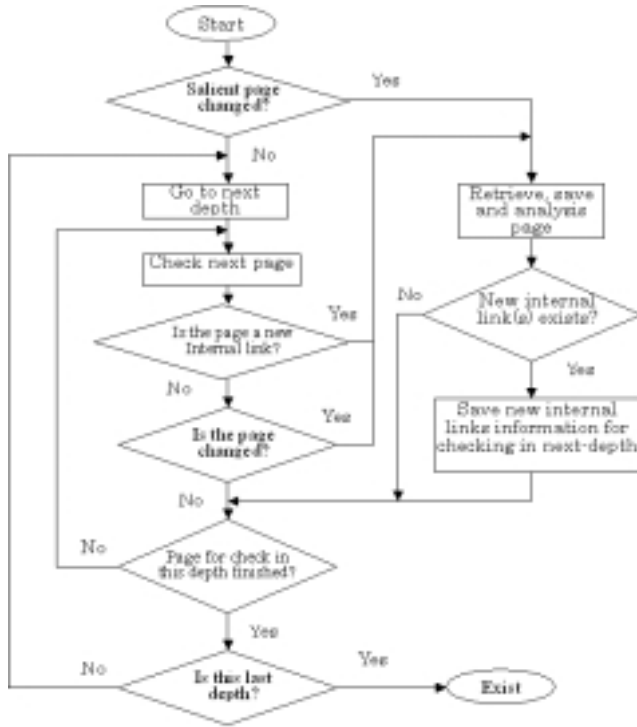 Start
Salient page
changed?
Yes
No
Go to next
depth
Retrieve, save
and analysis
page
Check next page
No
New internal
link(s) exists?
Is the page a new
Internal link?
Yes
No
Yes
Is the page
changed?
Yes
Save new internal
links information for
checking in next-depth
No
No
Page for check in
this depth finished?
Yes
No
Is this last
depth?
Yes
Exist